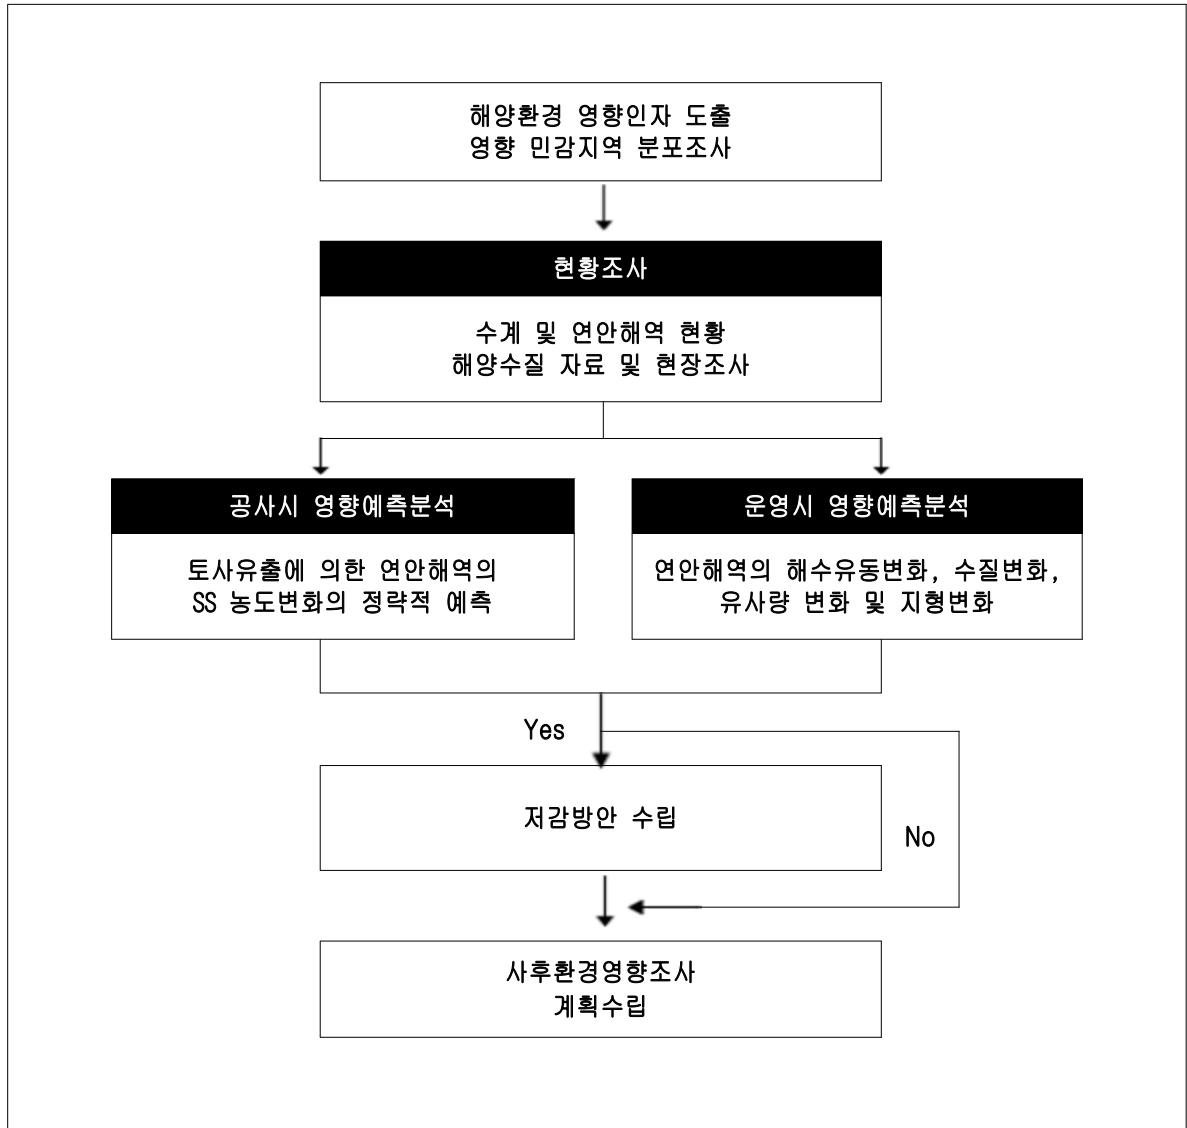 해양환경 영향인자 도출
영향 민감지역 분포조사
현황조사
수계 및 연안해역 현황
해양수질 자료 및 현장조사
공사시 영향예측분석
토사유출에 의한 연안해역의
SS 농도변화의 정략적 예측
운영시 영향예측분석
연안해역의 해수유동변화, 수질변화,
유사량 변화 및 지형변화
Yes
저감방안 수립
No
사후환경영향조사
계획수립